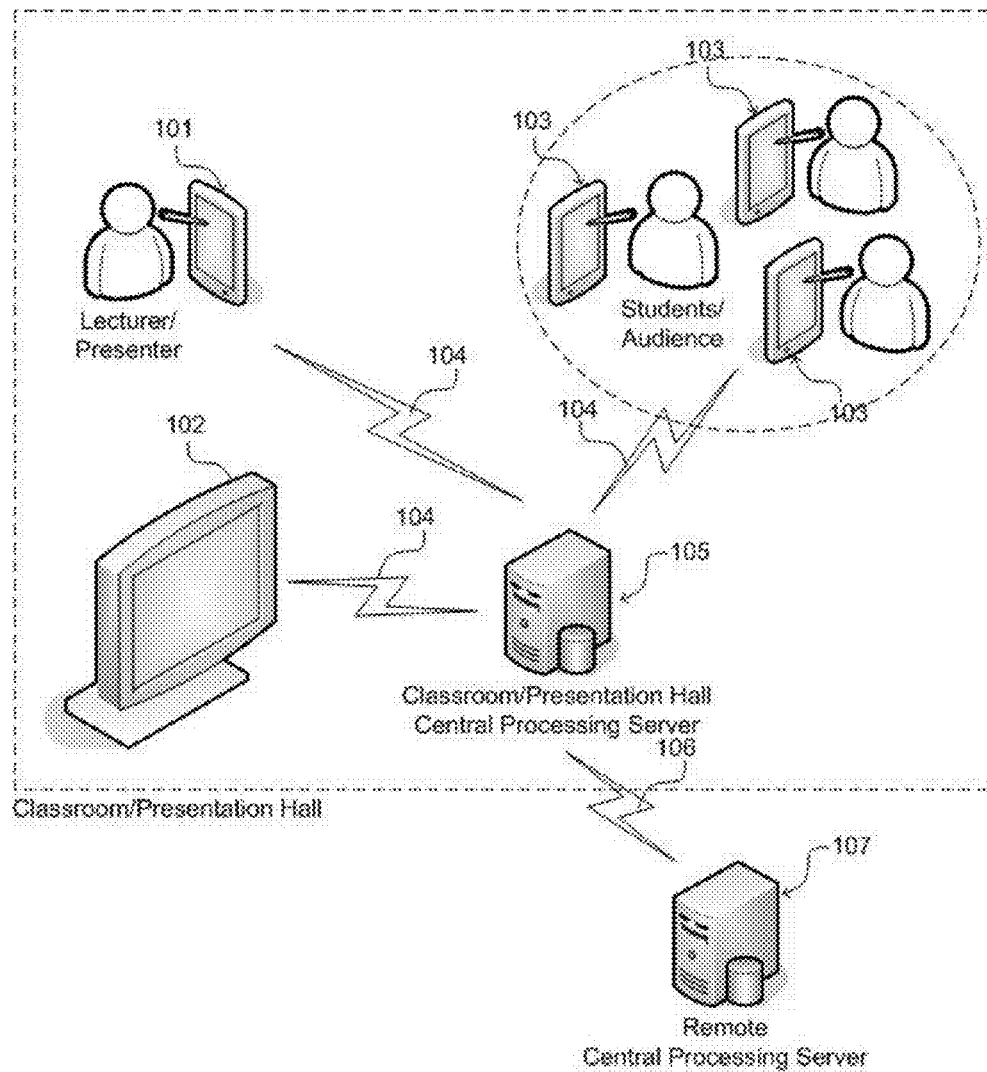 103
101
103
Lecturer/
Presenter
Students/
Audience
104
103
102
104
104
105
Classroom/Presentation Hall
Central Processing Server
106
Classroom/Presentation Hall
107
Remote
Central Processing Server